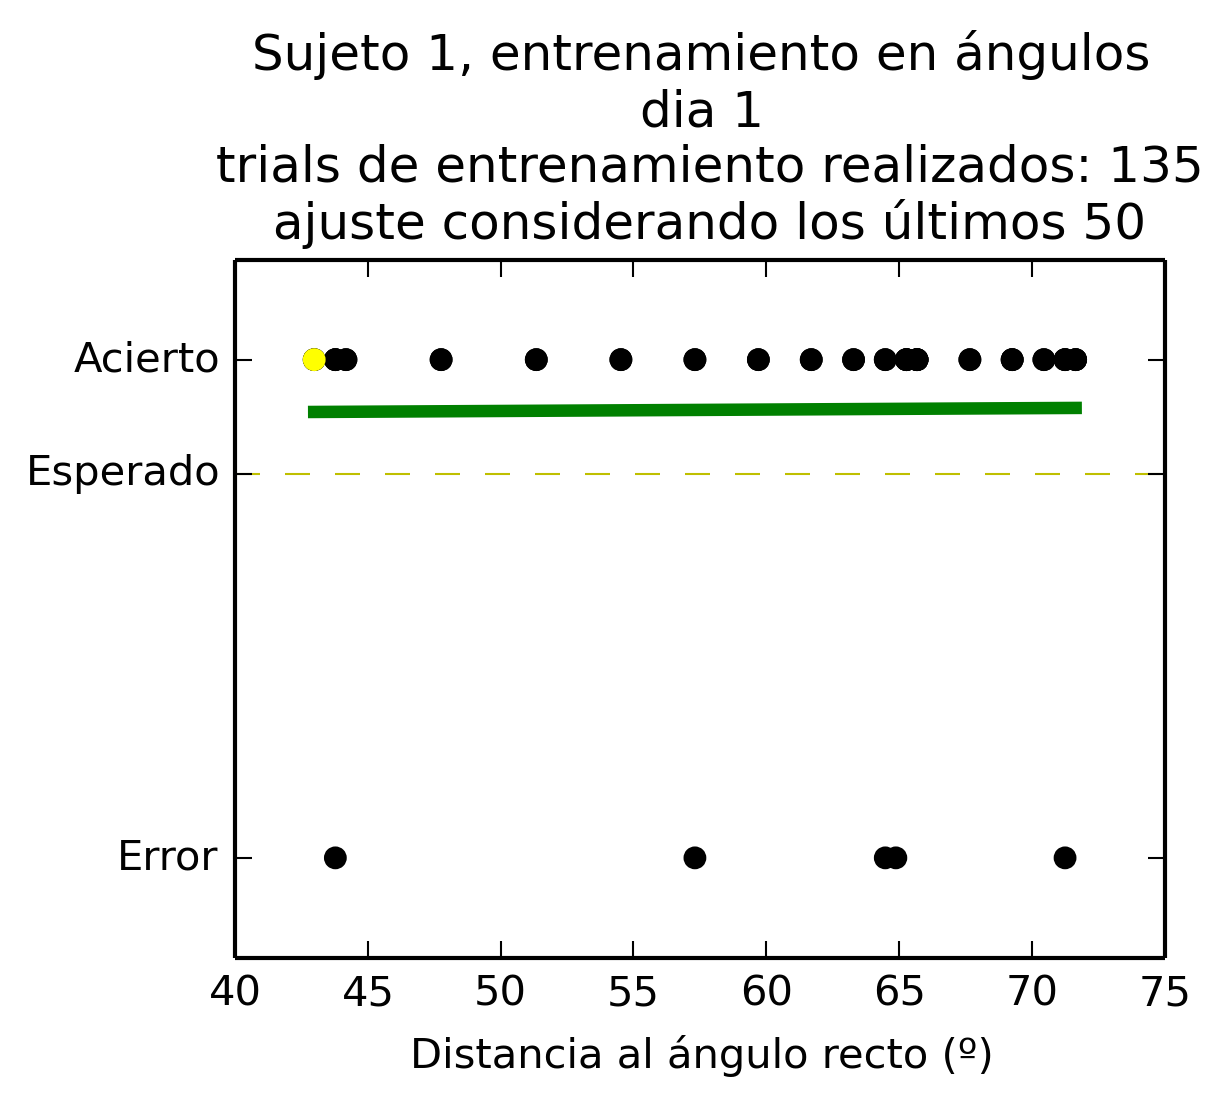 Sujeto 1, entrenamiento en ángulos
dia 1
trials de entrenamiento realizados: 135
ajuste considerando los últimos 50
Acierto
Esperado
Error
40 45 50 55 60 65 70 75
Distancia al ángulo recto (º)